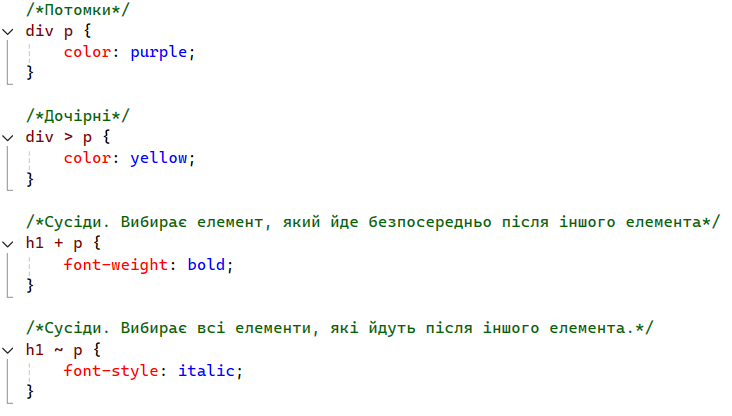 /*Потомки*/
div p {
    color: purple;
}

/*Дочірні*/
div > p {
    color: yellow;
}

/*Сусіди. Вибирає елемент, який йде безпосередньо після іншого елемента*/
h1 + p {
    font-weight: bold;
}

/*Сусіди. Вибирає всі елементи, які йдуть після іншого елемента.*/
h1 ~ p {
    font-style: italic;
}